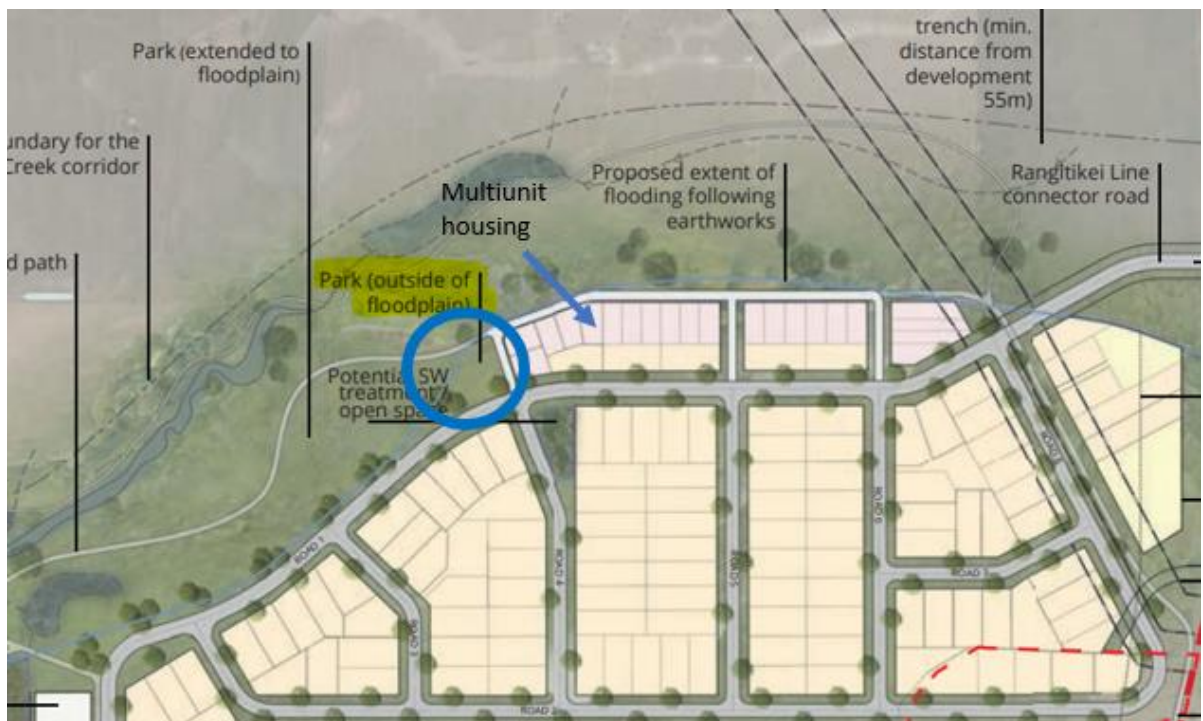 Park (extended to
floodplain)
trench (min.
distance from
development
55m)
undary for the
Creek corridor
Multiunit
housing
Proposed extent of
flooding following
earthworks
Rangitikei Line
connector road
d path
Park (outside of
floodplain)
Potential SW
treatment /
open space
ROAD 1
ROAD 4
ROAD 3
ROAD 2